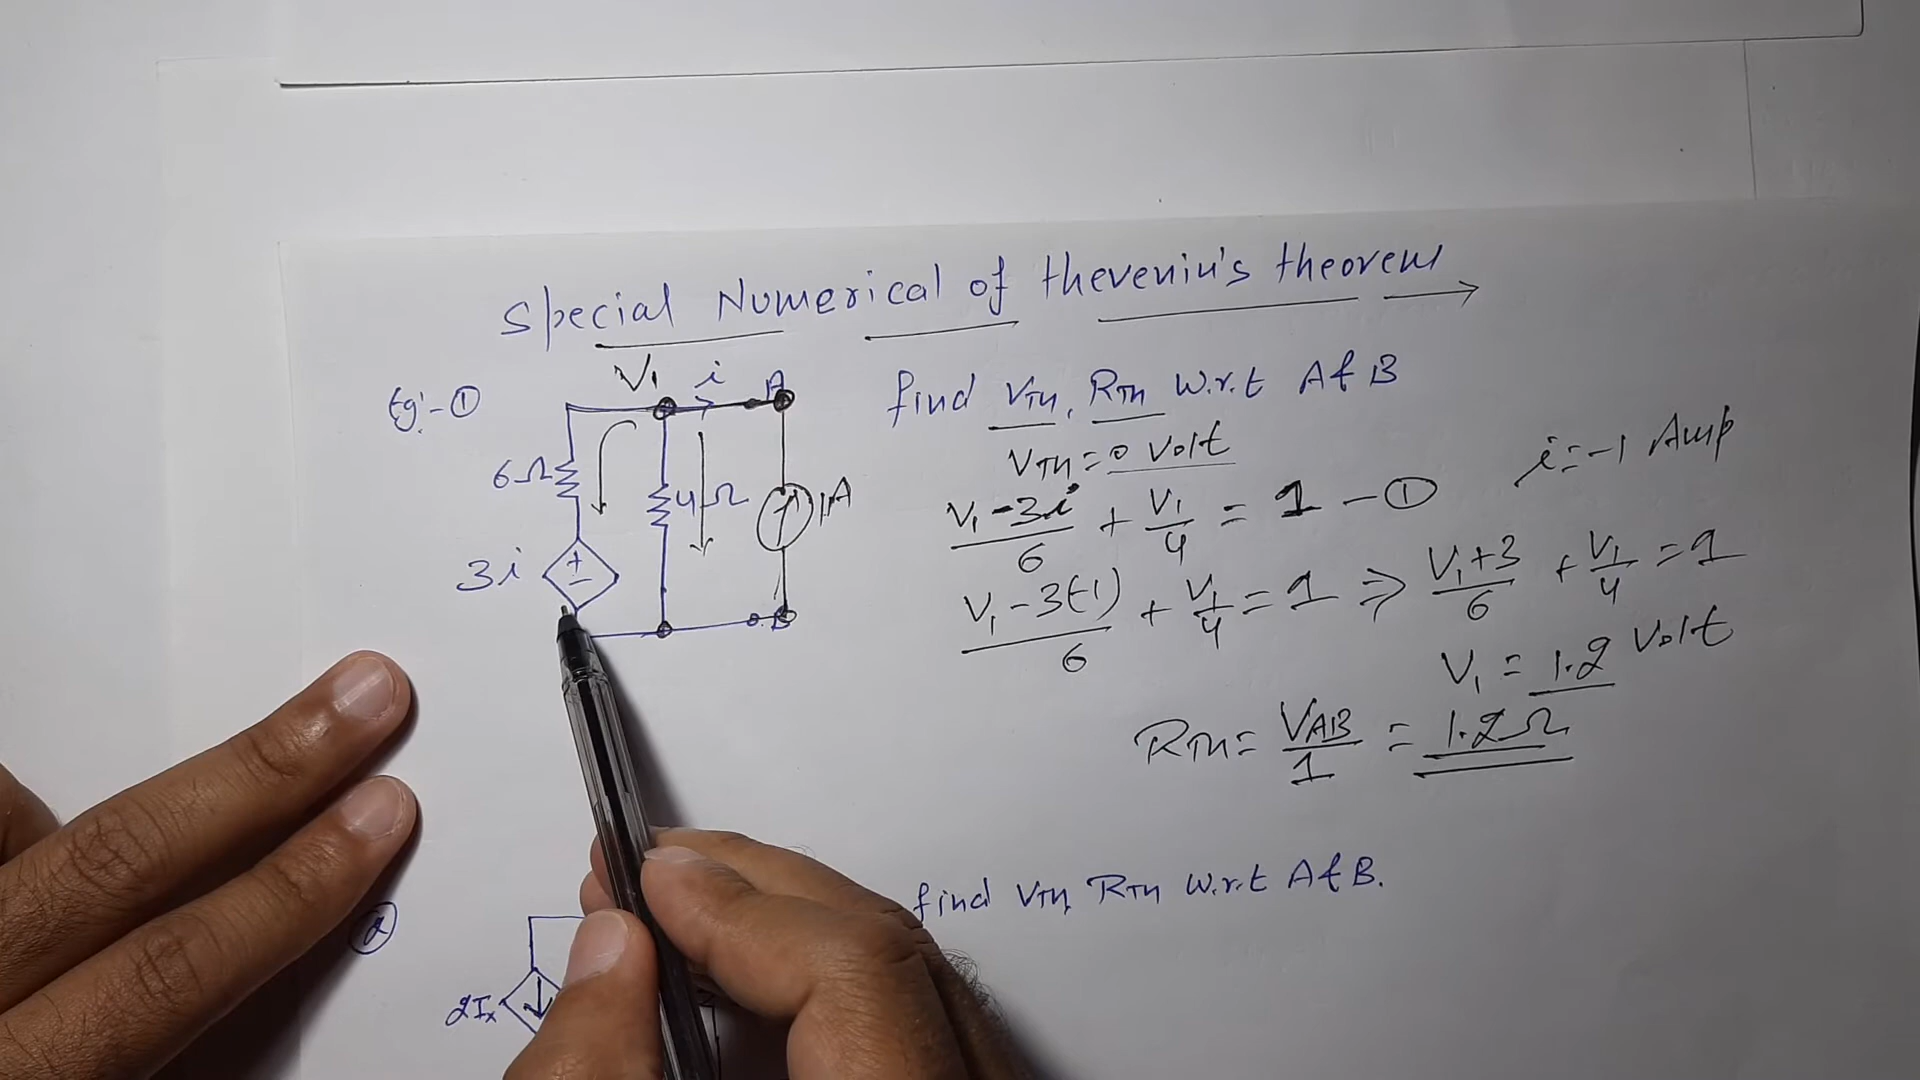 Special Numerical of thevenin's theorem
Eg:- ①
V₁ i A
6Ω
4Ω
1A
3i
+
-
B
find VTH, RTH W.r.t A & B
VTH = 0 Volt
i = -1 Amp
(V₁ - 3i)/6 + V₁/4 = 1 - ①
(V₁ - 3(-1))/6 + V₁/4 = 1 ⇒ (V₁ + 3)/6 + V₁/4 = 1
V₁ = 1.2 Volt
RTH = VAB/1 = 1.2Ω
②
find VTH RTH W.r.t A & B.
2Ix